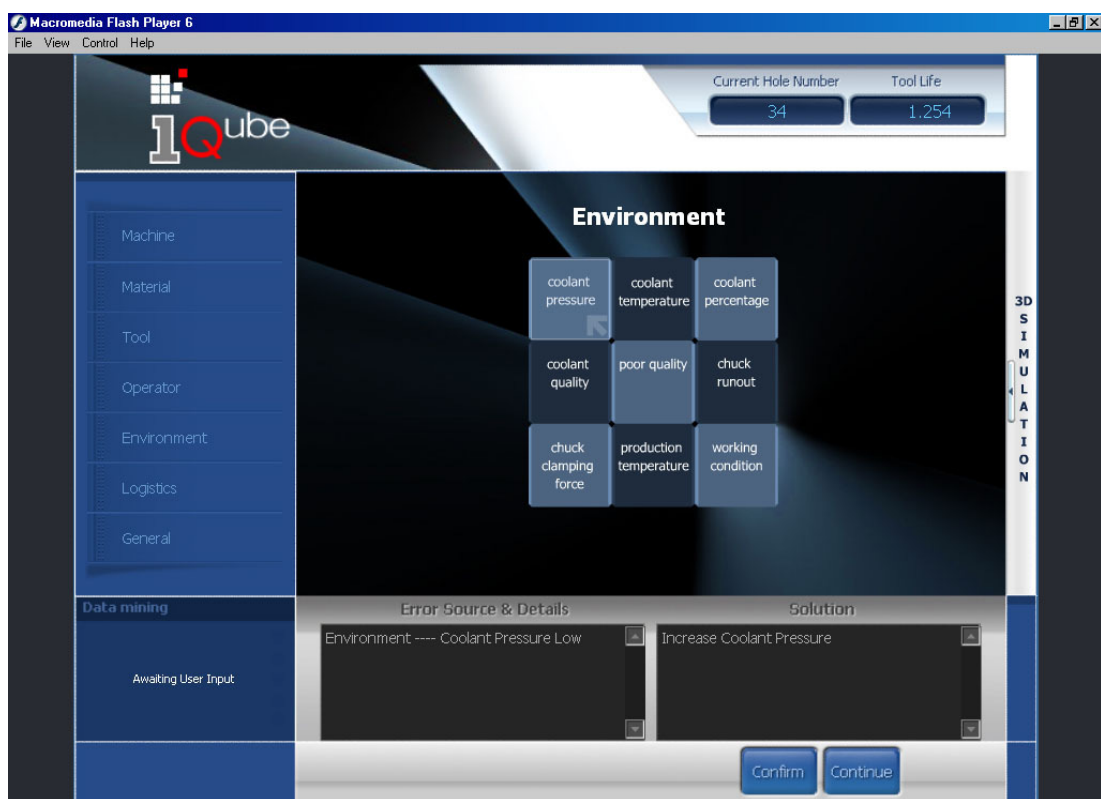 Macromedia Flash Player 6
File View Control Help
1Qube
Current Hole Number
Tool Life
34
1.254
Machine
Material
Tool
Operator
Environment
Logistics
General
Environment
coolant
pressure
coolant
temperature
coolant
percentage
coolant
quality
poor quality
chuck
runout
chuck
clamping
force
production
temperature
working
condition
3D
S
I
M
U
L
A
T
I
O
N
Data mining
Awaiting User Input
Error Source & Details
Environment ---- Coolant Pressure Low
Solution
Increase Coolant Pressure
Confirm
Continue